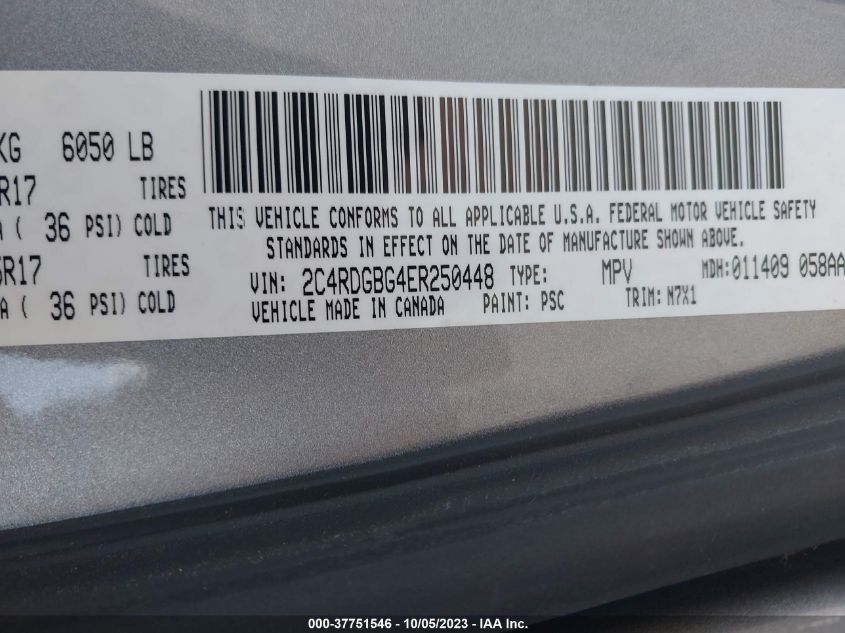 KG 6050 LB
R17 TIRES
A ( 36 PSI) COLD
5R17 TIRES
A ( 36 PSI) COLD
THIS VEHICLE CONFORMS TO ALL APPLICABLE U.S.A. FEDERAL MOTOR VEHICLE SAFETY
STANDARDS IN EFFECT ON THE DATE OF MANUFACTURE SHOWN ABOVE.
VIN: 2C4RDGBG4ER250448 TYPE: MPV MDH:011409 058AA
VEHICLE MADE IN CANADA PAINT: PSC TRIM: N7X1
000-37751546 - 10/05/2023 - IAA Inc.